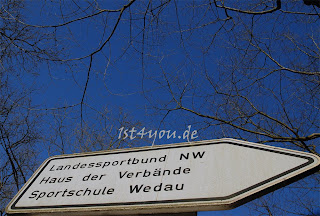 1st4you.de
Landessportbund NW
Haus der Verbände
Sportschule Wedau